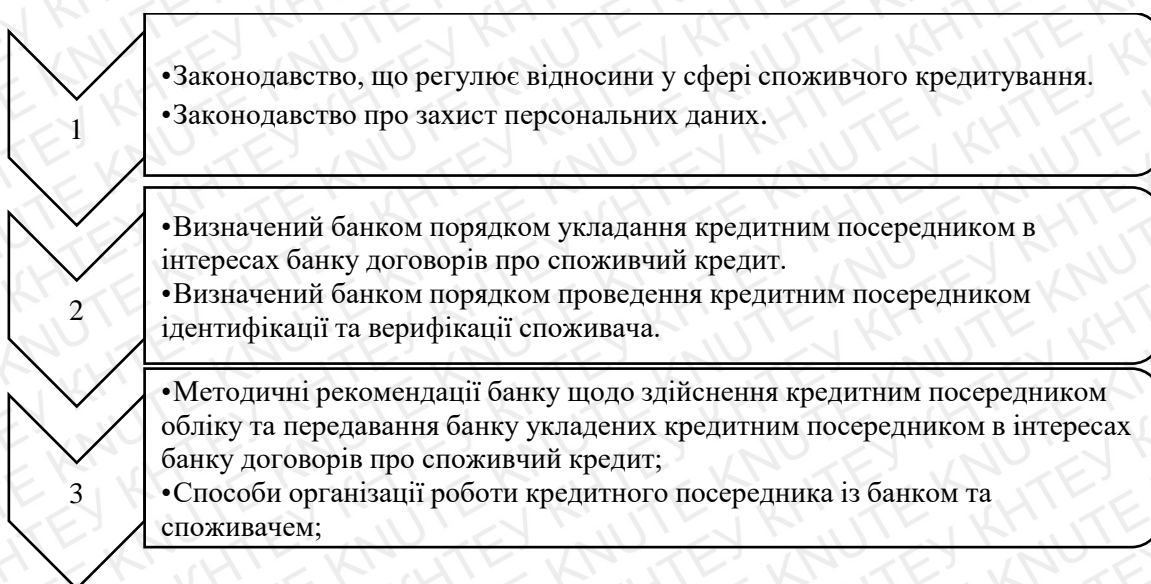 •Законодавство, що регулює відносини у сфері споживчого кредитування.
•Законодавство про захист персональних даних.
1
•Визначений банком порядком укладання кредитним посередником в
інтересах банку договорів про споживчий кредит.
•Визначений банком порядком проведення кредитним посередником
ідентифікації та верифікації споживача.
2
•Методичні рекомендації банку щодо здійснення кредитним посередником
обліку та передавання банку укладених кредитним посередником в інтересах
банку договорів про споживчий кредит;
•Способи організації роботи кредитного посередника із банком та
споживачем;
3